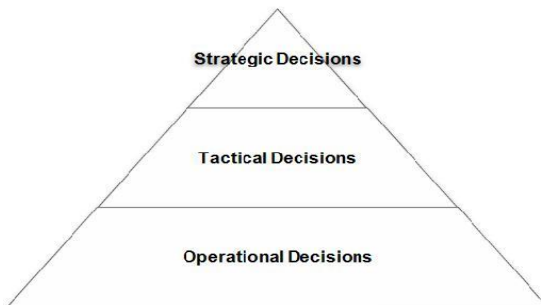 Strategic Decisions
Tactical Decisions
Operational Decisions